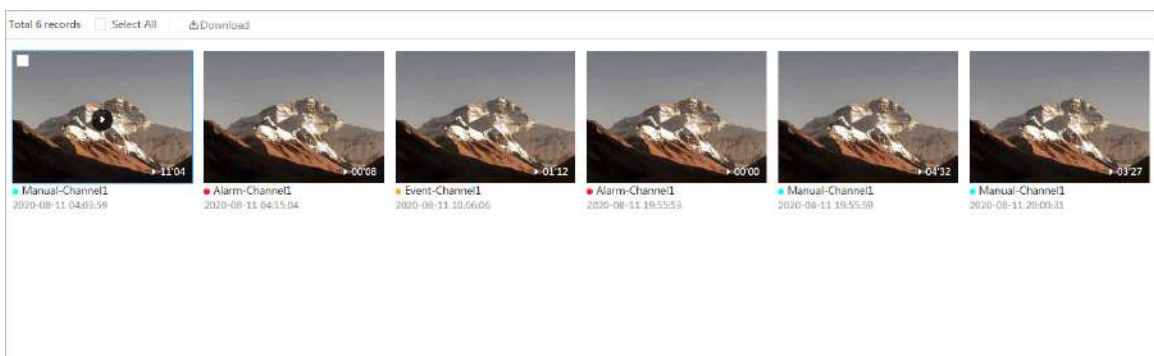 Total 6 records Select All Download
11:04 00:08 01:12 00:00 04:32 03:27
Manual-Channel1 Alarm-Channel1 Event-Channel1 Alarm-Channel1 Manual-Channel1 Manual-Channel1
2020-08-11 04:03:59 2020-08-11 04:15:04 2020-08-11 10:06:06 2020-08-11 19:55:53 2020-08-11 19:55:59 2020-08-11 20:00:31